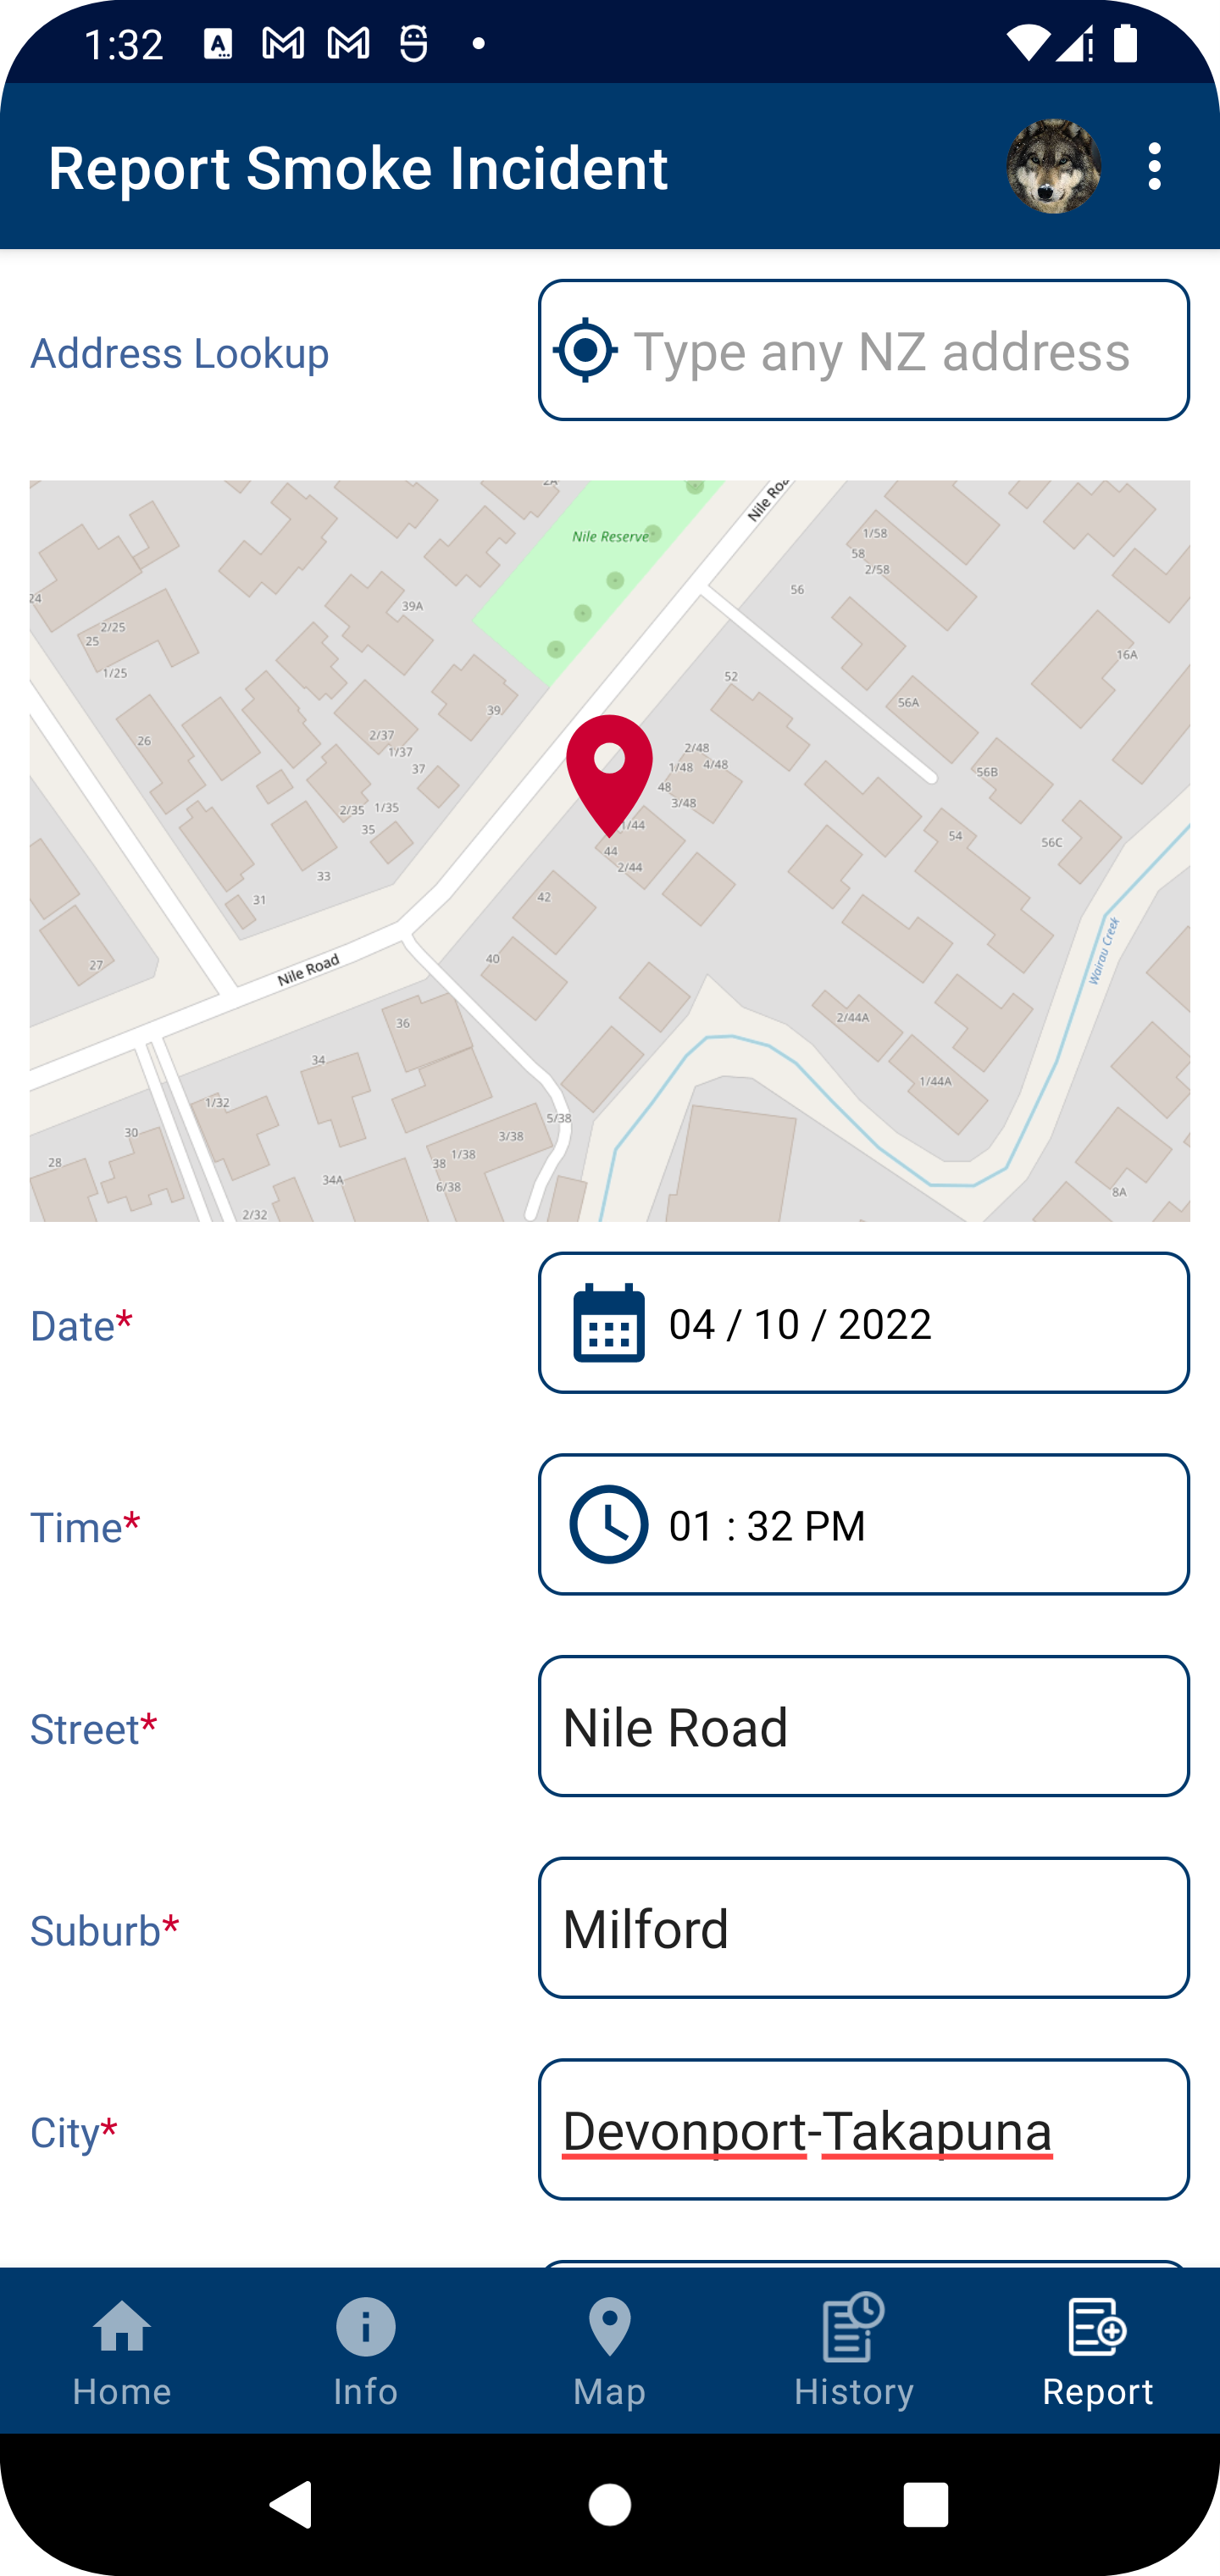 1:32
Report Smoke Incident
Address Lookup
Type any NZ address
2A
Nile Road
Nile Reserve
1/58
58
2/58
56
24
39A
2/25
25
1/25
16A
52
39
56A
26
2/37
1/37
37
2/48
1/48
4/48
48
3/48
56B
2/35
1/35
35
1/44
54
56C
44
2/44
33
31
42
27
Nile Road
40
Wairau Creek
36
2/44A
34
1/44A
1/32
5/38
30
3/38
1/38
28
38
34A
6/38
8A
2/32
Date*
04 / 10 / 2022
Time*
01 : 32 PM
Street*
Nile Road
Suburb*
Milford
City*
Devonport-Takapuna
Home
Info
Map
History
Report